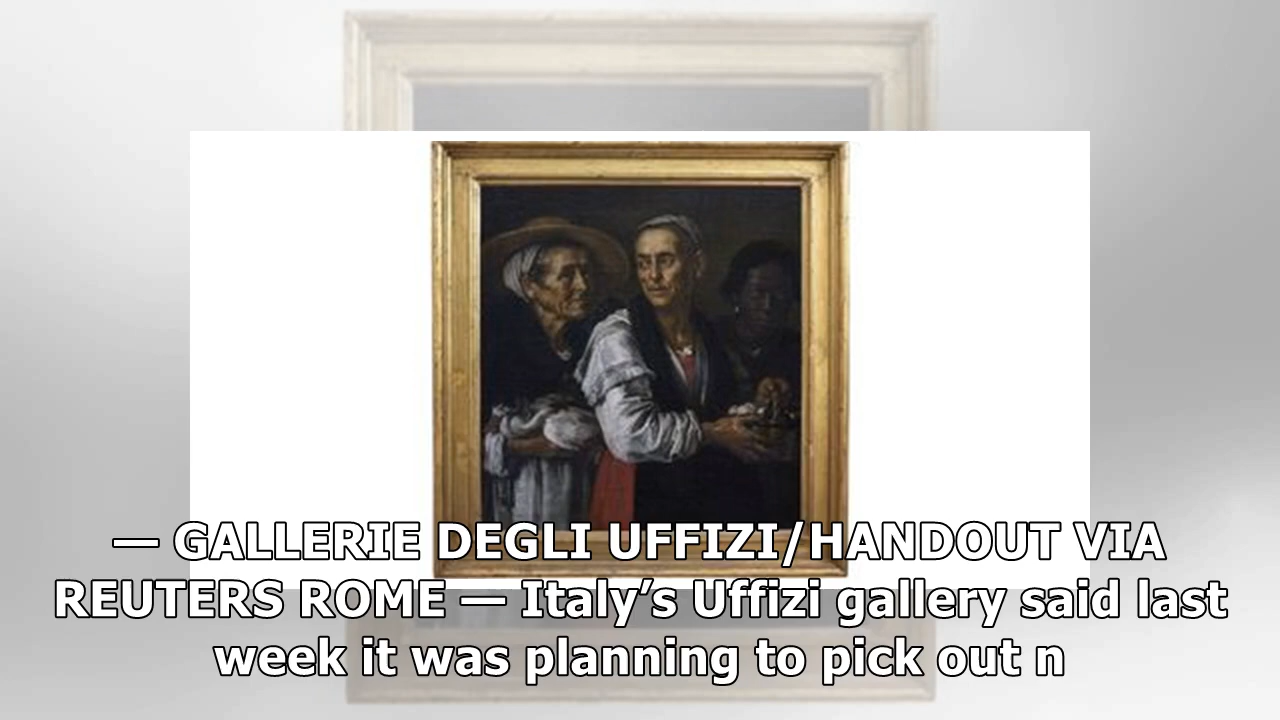 — GALLERIE DEGLI UFFIZI/HANDOUT VIA
REUTERS ROME — Italy’s Uffizi gallery said last
week it was planning to pick out n